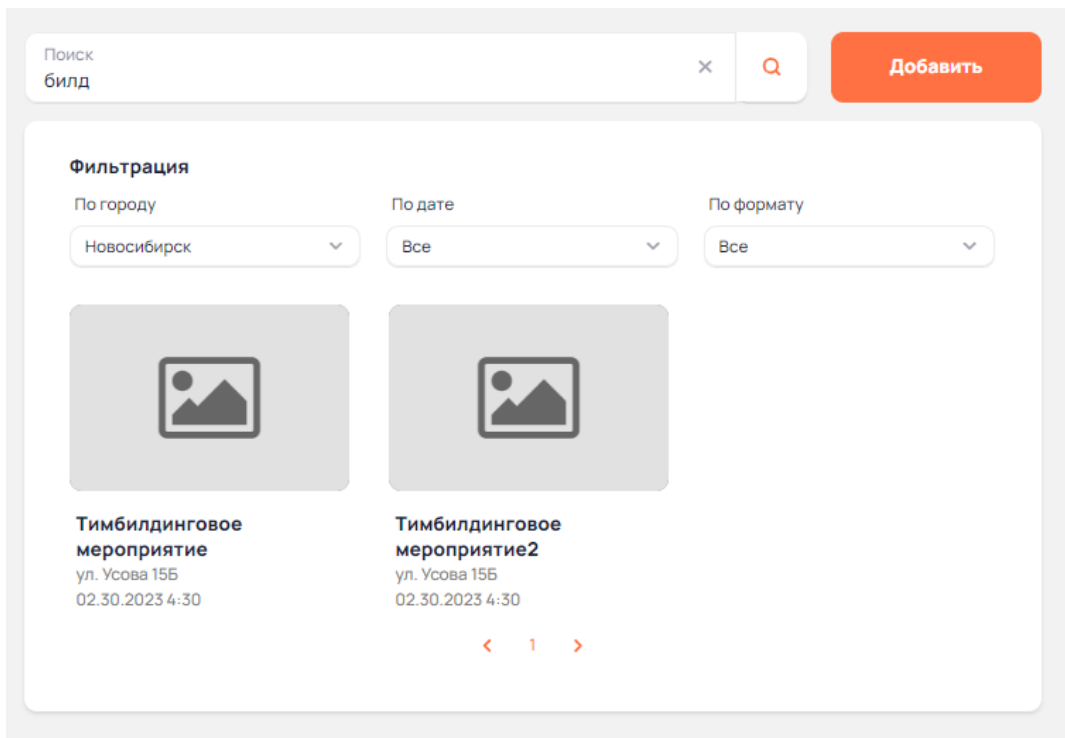 Поиск
билд
Добавить
Фильтрация
По городу
По дате
По формату
Новосибирск
Все
Все
Тимбилдинговое
мероприятие
ул. Усова 15Б
02.30.2023 4:30
Тимбилдинговое
мероприятие2
ул. Усова 15Б
02.30.2023 4:30
1